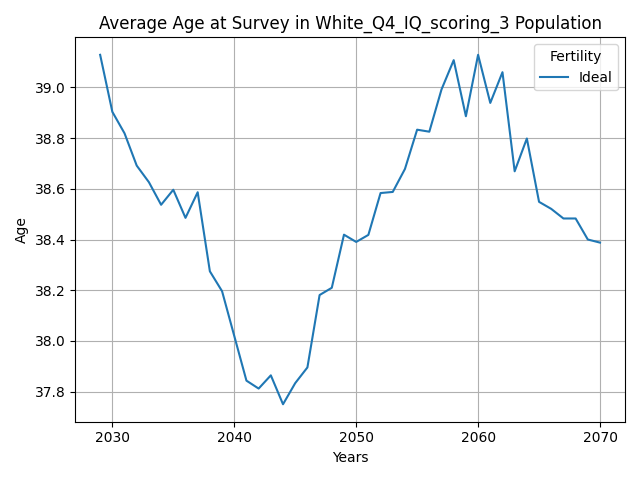 Average Age at Survey in White_Q4_IQ_scoring_3 Population
Fertility
Ideal
39.0
38.8
38.6
38.4
38.2
38.0
37.8
Age
2030 2040 2050 2060 2070
Years